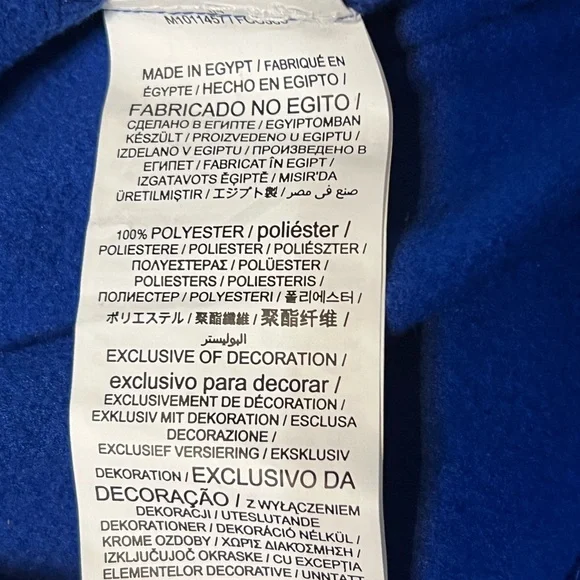 MADE IN EGYPT / FABRIQUÉ EN
ÉGYPTE / HECHO EN EGIPTO /
FABRICADO NO EGITO /
СДЕЛАНО В ЕГИПТЕ / EGYIPTOMBAN
KÉSZÜLT / PROIZVEDENO U EGIPTU /
IZDELANO V EGIPTU / ПРОИЗВЕДЕНО В
ЕГИПЕТ / FABRICAT ÎN EGIPT /
IZGATAVOTS ĒĢIPTĒ / MISIR'DA
ÜRETILMIŞTIR / エジプト製 / صنع في مصر
100% POLYESTER / poliéster /
POLIESTERE / POLIESTER / POLIÉSZTER /
ΠΟΛΥΕΣΤΕΡΑΣ / POLÜESTER /
POLIESTERS / POLIESTERIS /
ПОЛИЕСТЕР / POLYESTERI / 폴리에스터 /
ポリエステル / 聚酯纖維 / 聚酯纤维 /
البوليستر
EXCLUSIVE OF DECORATION /
exclusivo para decorar /
EXCLUSIVEMENT DE DÉCORATION /
EXKLUSIV MIT DEKORATION / ESCLUSA
DECORAZIONE /
EXCLUSIEF VERSIERING / EKSKLUSIV
DEKORATION / EXCLUSIVO DA
DECORAÇÃO / Z WYŁĄCZENIEM
DEKORACJI / UTESLUTANDE
DEKORATIONER / DEKORÁCIÓ NÉLKÜL /
KROME OZDOBY / ΧΩΡΙΣ ΔΙΑΚΟΣΜΗΣΗ /
IZKLJUČUJOČ OKRASKE / CU EXCEPȚIA
ELEMENTELOR DECORATIVE /